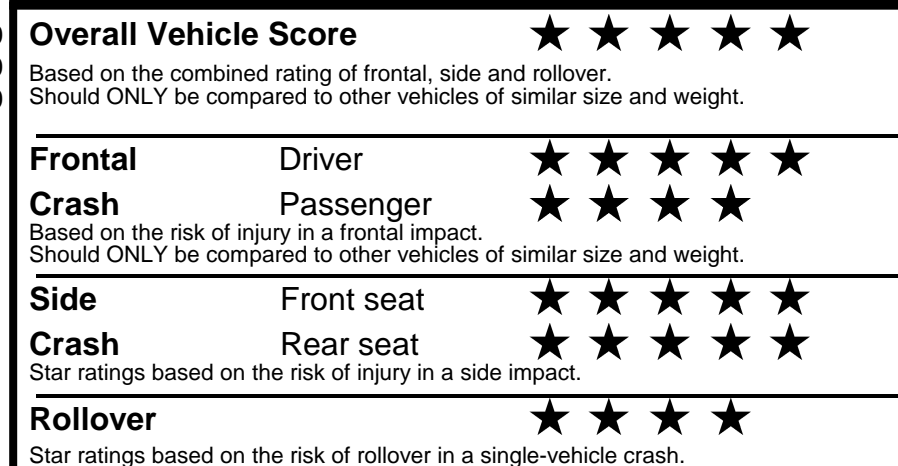 Overall Vehicle Score ★ ★ ★ ★ ★
Based on the combined rating of frontal, side and rollover.
Should ONLY be compared to other vehicles of similar size and weight.
Frontal Driver ★ ★ ★ ★ ★
Crash Passenger ★ ★ ★ ★
Based on the risk of injury in a frontal impact.
Should ONLY be compared to other vehicles of similar size and weight.
Side Front seat ★ ★ ★ ★ ★
Crash Rear seat ★ ★ ★ ★ ★
Star ratings based on the risk of injury in a side impact.
Rollover ★ ★ ★ ★
Star ratings based on the risk of rollover in a single-vehicle crash.